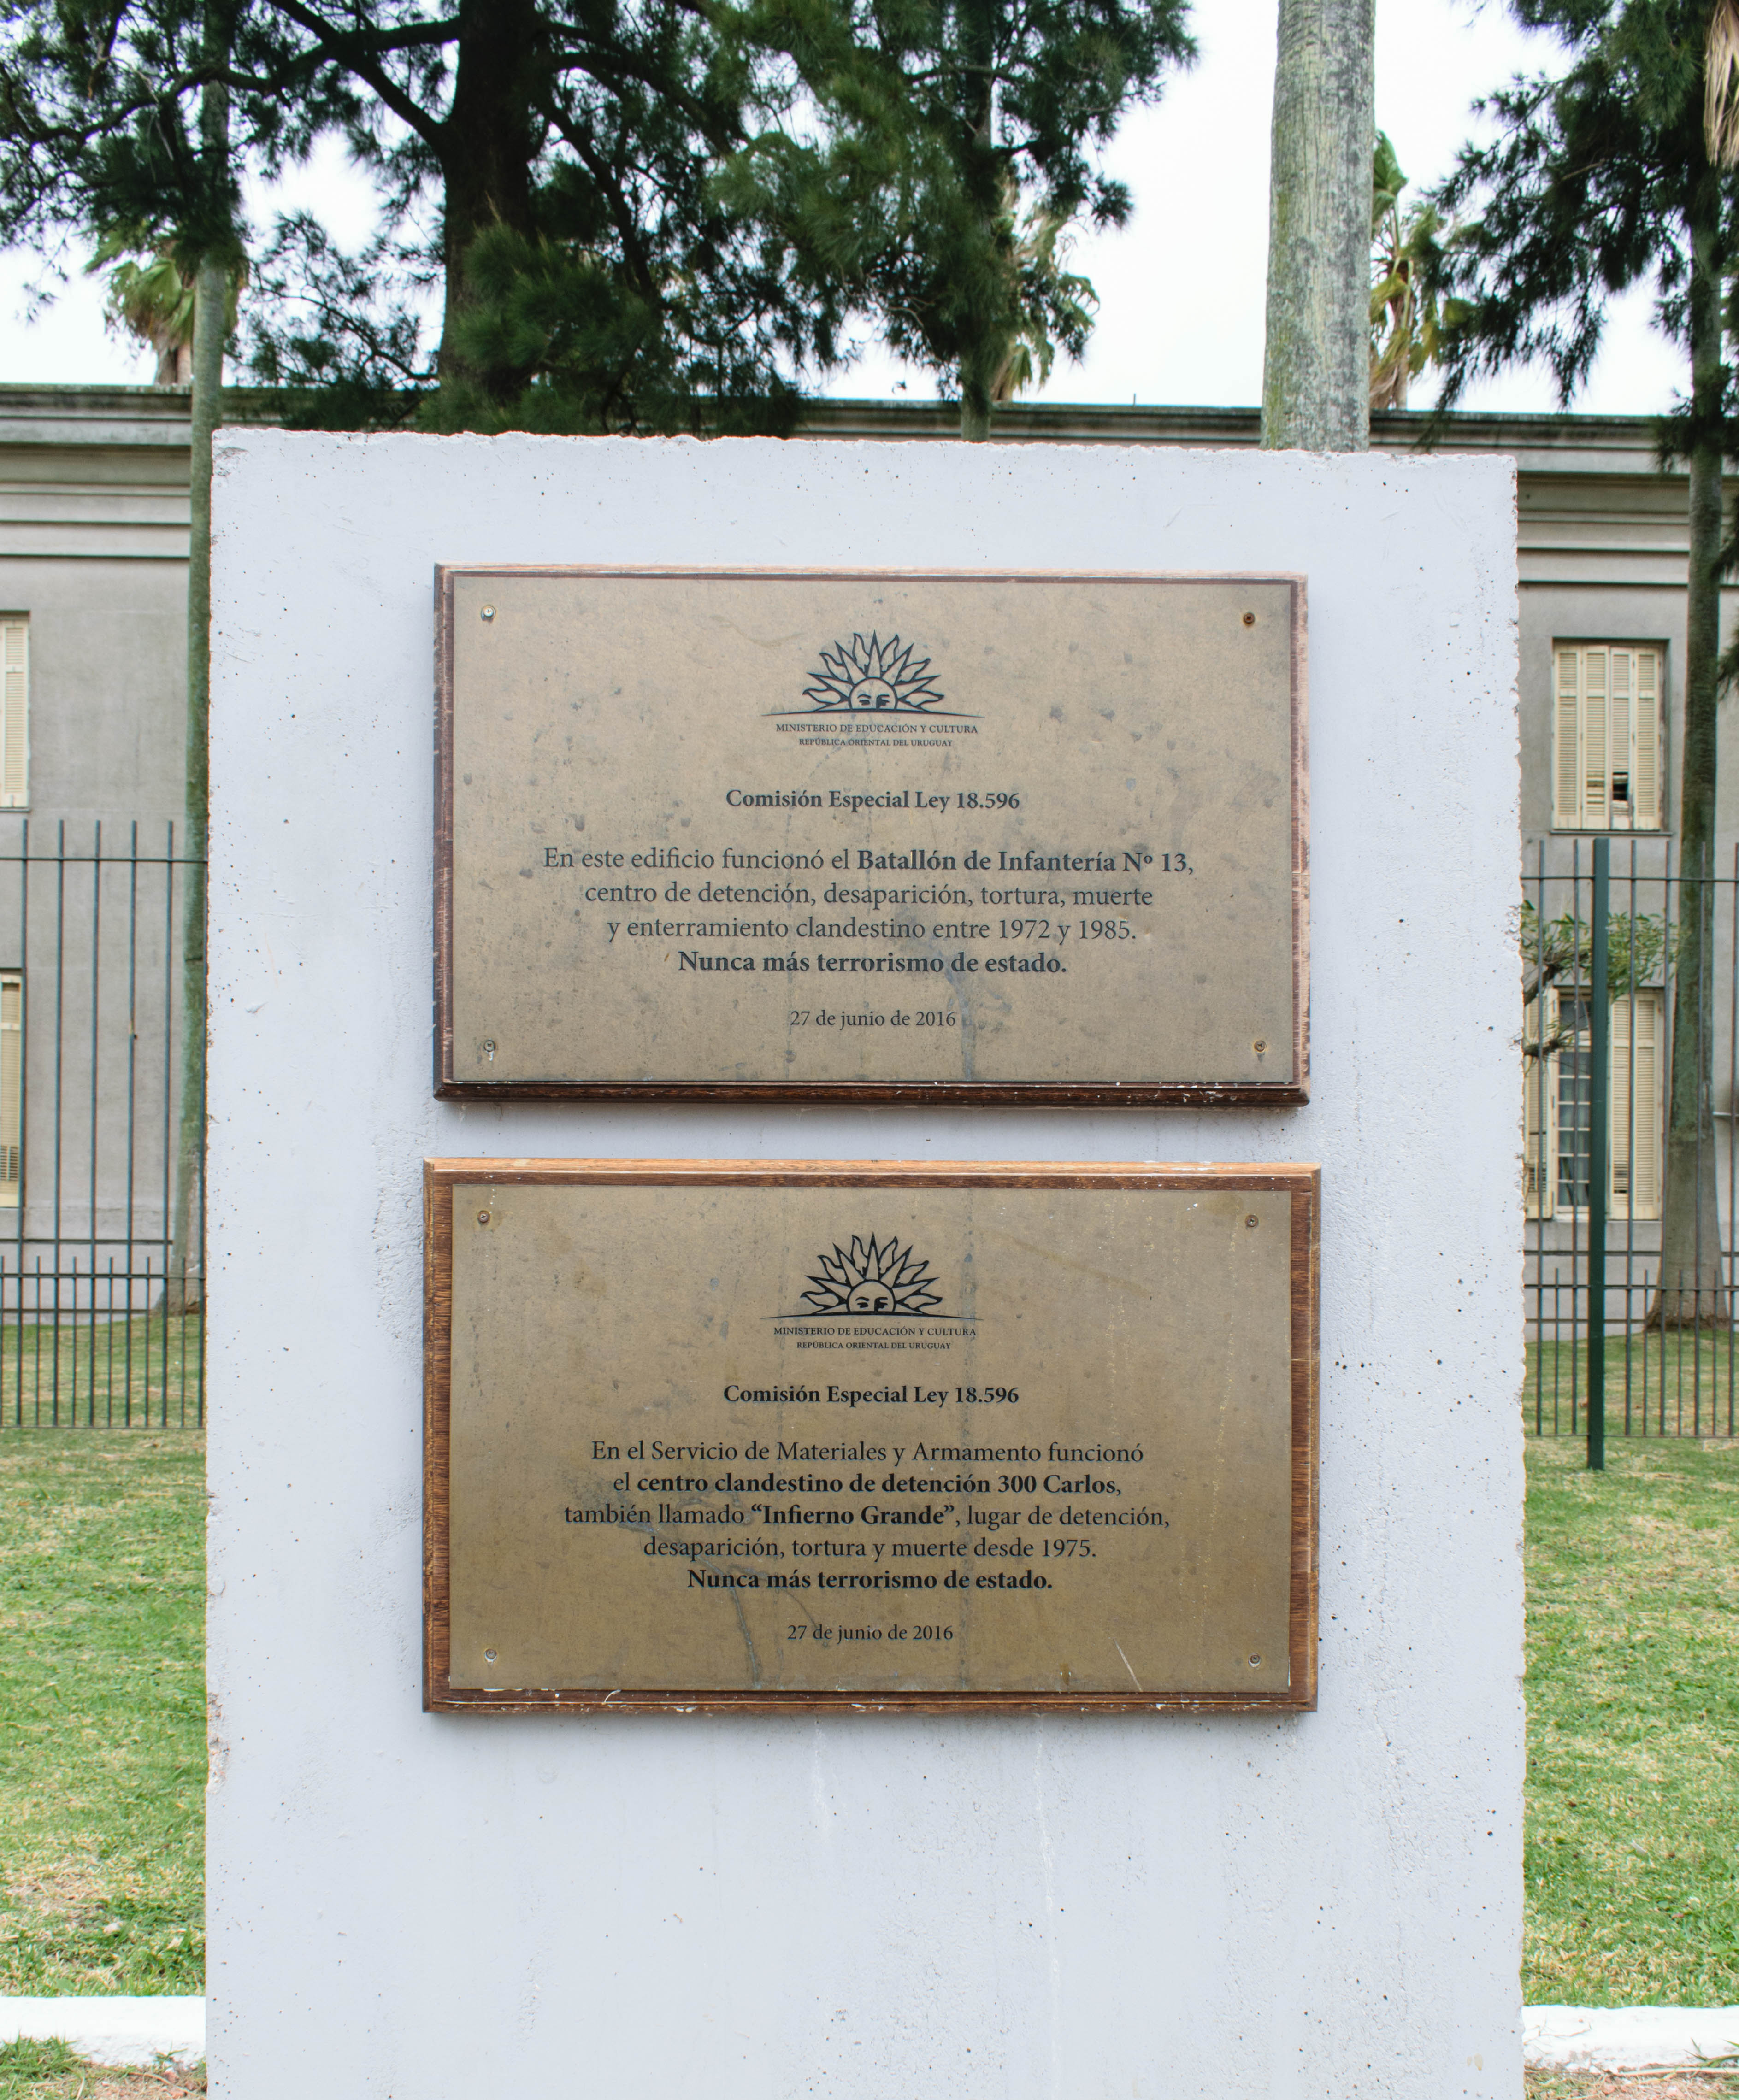 MINISTERIO DE EDUCACIÓN Y CULTURA
REPÚBLICA ORIENTAL DEL URUGUAY
Comisión Especial Ley 18.596
En este edificio funcionó el Batallón de Infantería Nº 13,
centro de detención, desaparición, tortura, muerte
y enterramiento clandestino entre 1972 y 1985.
Nunca más terrorismo de estado.
27 de junio de 2016
MINISTERIO DE EDUCACIÓN Y CULTURA
REPÚBLICA ORIENTAL DEL URUGUAY
Comisión Especial Ley 18.596
En el Servicio de Materiales y Armamento funcionó
el centro clandestino de detención 300 Carlos,
también llamado “Infierno Grande”, lugar de detención,
desaparición, tortura y muerte desde 1975.
Nunca más terrorismo de estado.
27 de junio de 2016